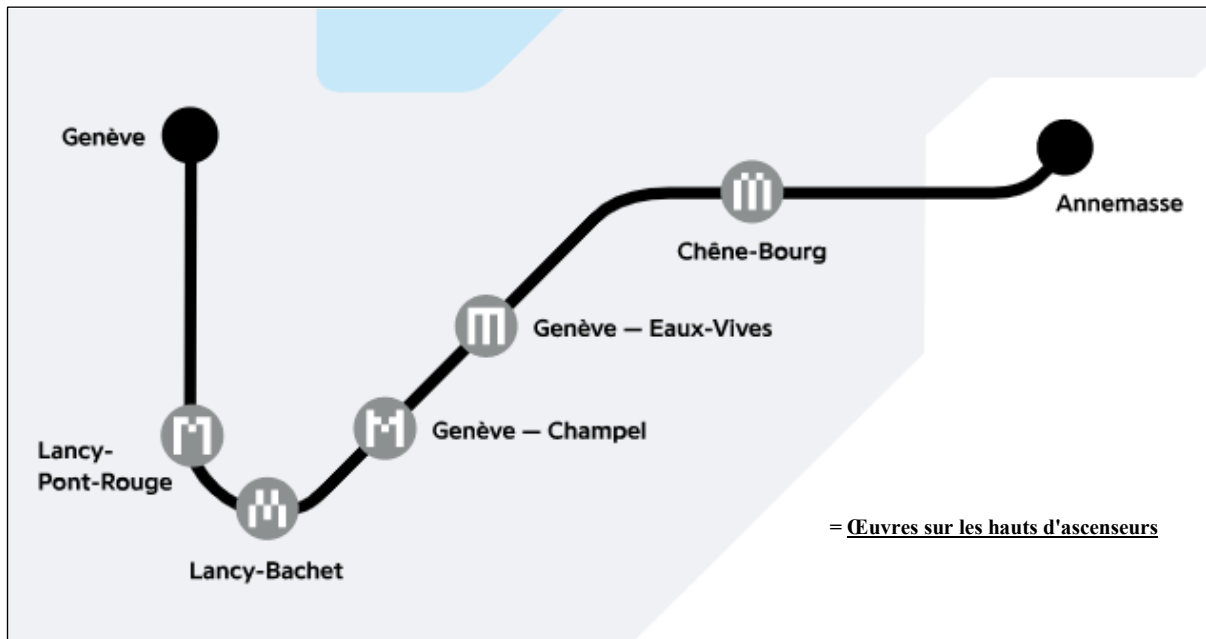 Genève
Annemasse
Chêne-Bourg
Genève — Eaux-Vives
Genève — Champel
Lancy-
Pont-Rouge
= Œuvres sur les hauts d'ascenseurs
Lancy-Bachet